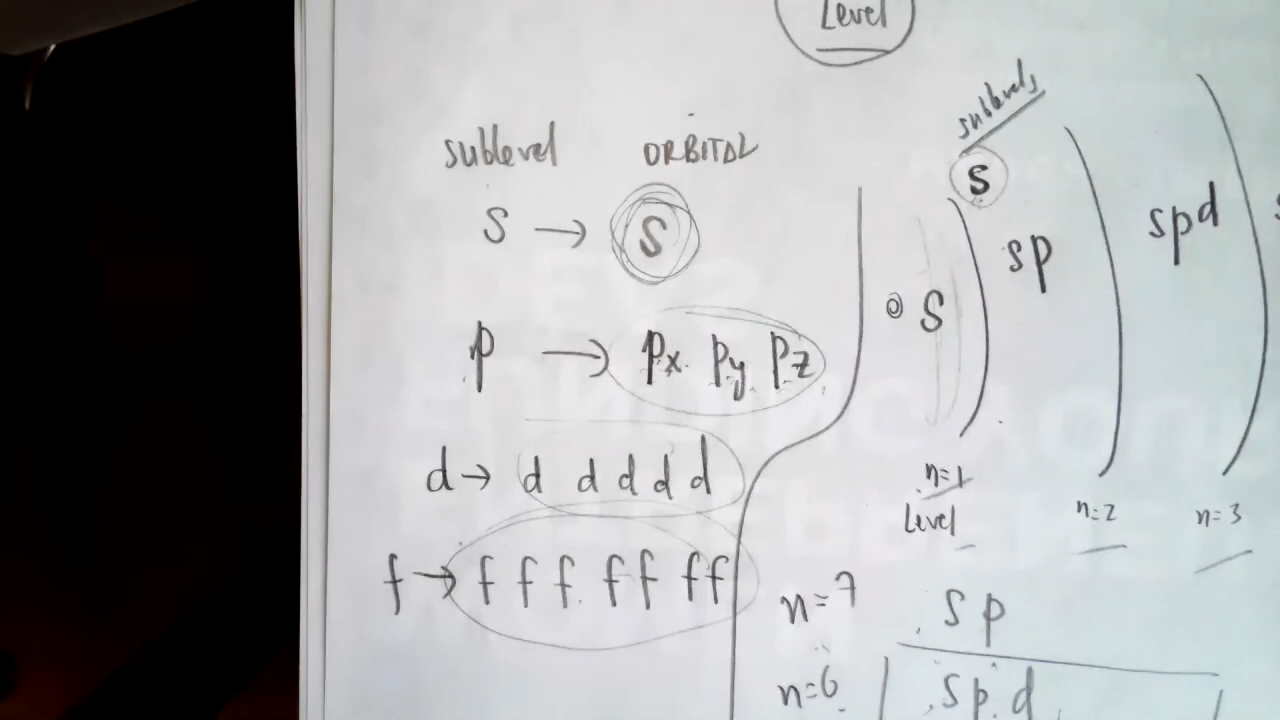 Level
sublevel ORBITAL
s → s
p → px py pz
d → d d d d d
f → f f f f f f f
sublevels
s
s
sp
spd
n=1
Level
n=2
n=3
n=7 s p
n=6 s p d